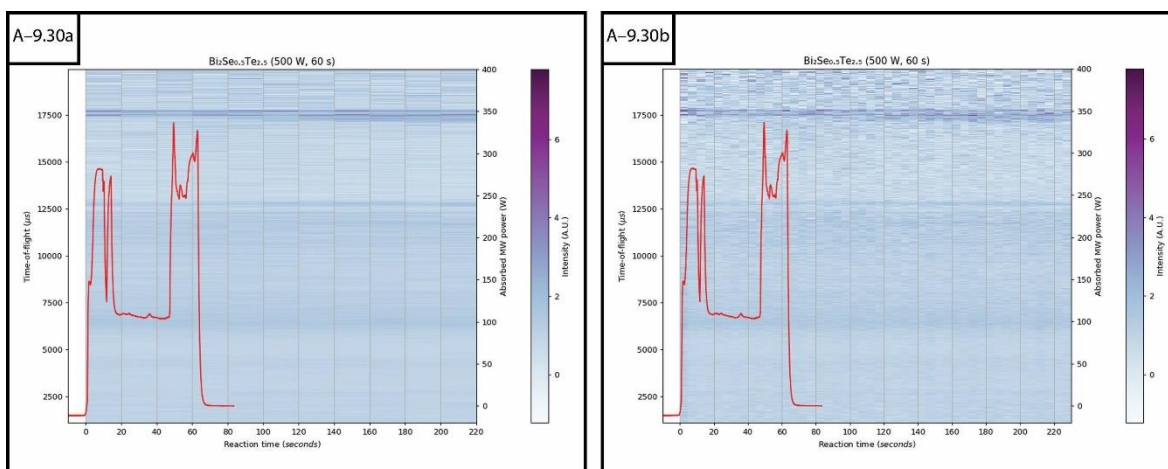 A–9.30a
Bi₂Se₀.₅Te₂.₅ (500 W, 60 s)
Time-of-flight (μs)
17500
15000
12500
10000
7500
5000
2500
0 20 40 60 80 100 120 140 160 180 200 220
Reaction time (seconds)
400
350
300
250
200
150
100
50
0
Absorbed MW power (W)
6
4
2
0
Intensity (A.U.)
A–9.30b
Bi₂Se₀.₅Te₂.₅ (500 W, 60 s)
Time-of-flight (μs)
17500
15000
12500
10000
7500
5000
2500
0 20 40 60 80 100 120 140 160 180 200 220
Reaction time (seconds)
400
350
300
250
200
150
100
50
0
Absorbed MW power (W)
6
4
2
0
Intensity (A.U.)